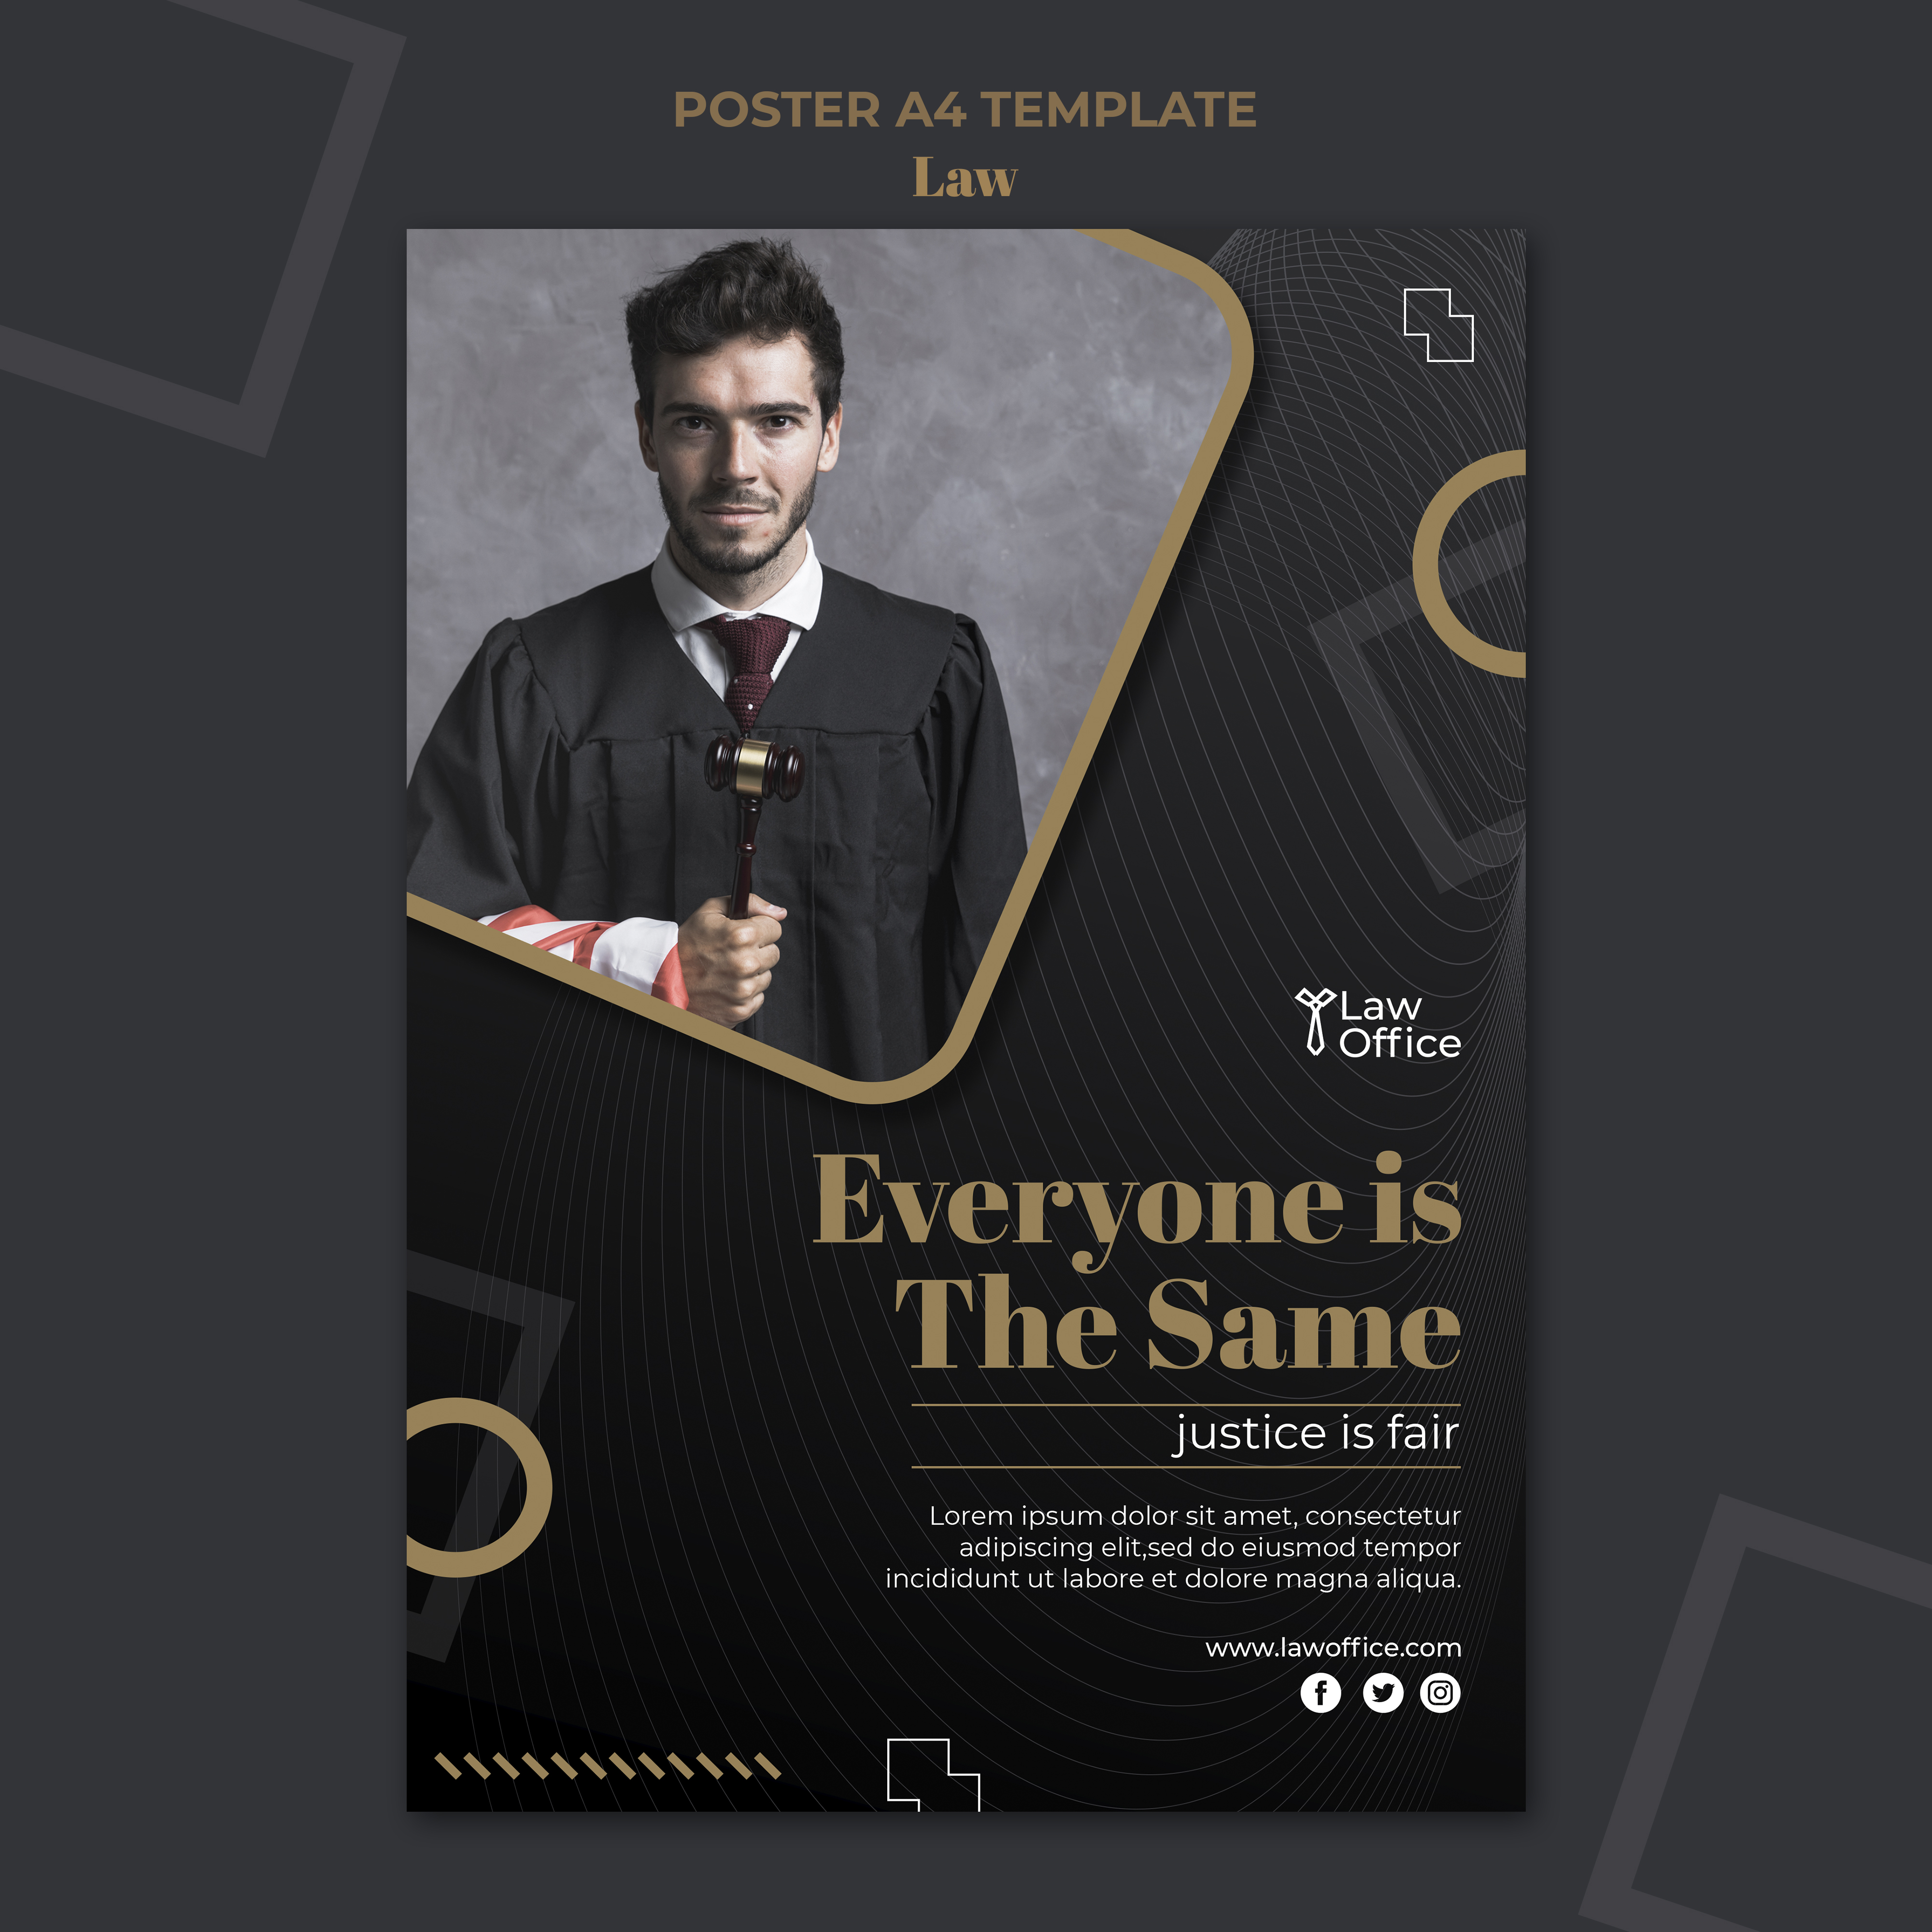 POSTER A4 TEMPLATE
Law
Law
Office
Everyone is
The Same
justice is fair
Lorem ipsum dolor sit amet, consectetur
adipiscing elit,sed do eiusmod tempor
incididunt ut labore et dolore magna aliqua.
www.lawoffice.com